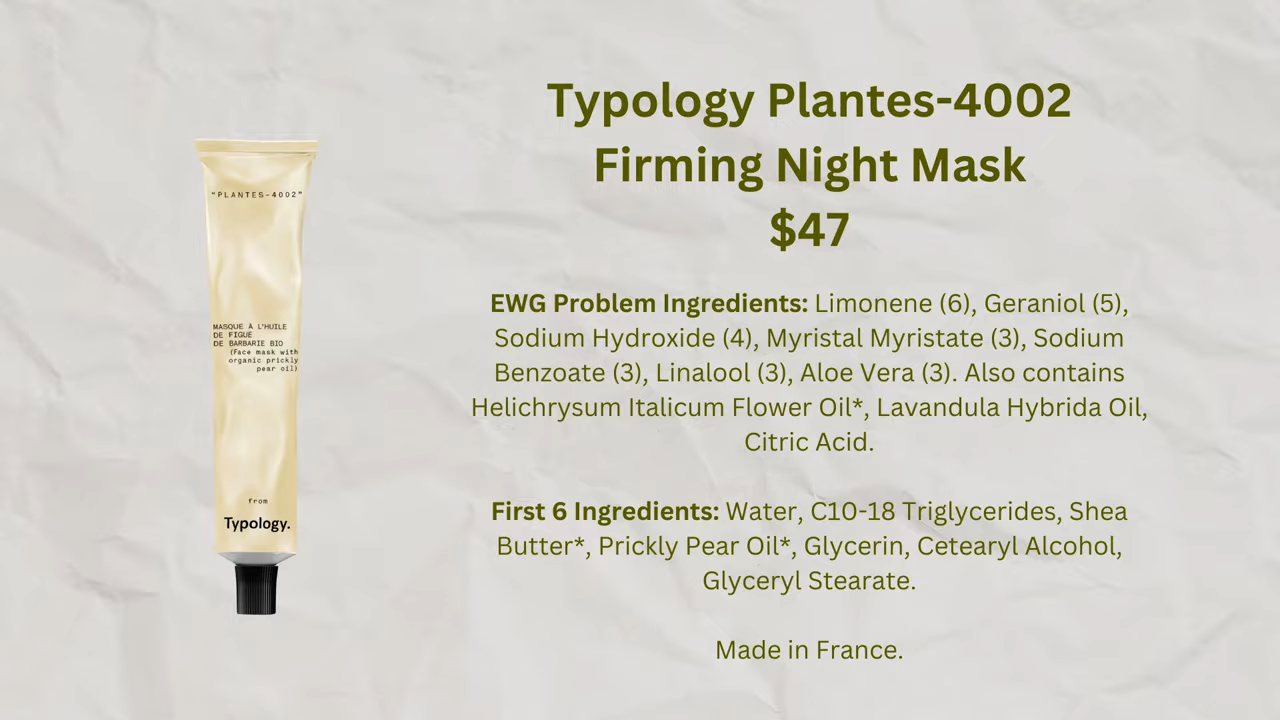 Typology Plantes-4002
Firming Night Mask
$47
"PLANTES-4002"
MASQUE À L'HUILE
DE FIGUE
DE BARBARIE BIO
(Face mask with
organic prickly
pear oil)
from
Typology.
EWG Problem Ingredients: Limonene (6), Geraniol (5),
Sodium Hydroxide (4), Myristal Myristate (3), Sodium
Benzoate (3), Linalool (3), Aloe Vera (3). Also contains
Helichrysum Italicum Flower Oil*, Lavandula Hybrida Oil,
Citric Acid.
First 6 Ingredients: Water, C10-18 Triglycerides, Shea
Butter*, Prickly Pear Oil*, Glycerin, Cetearyl Alcohol,
Glyceryl Stearate.
Made in France.